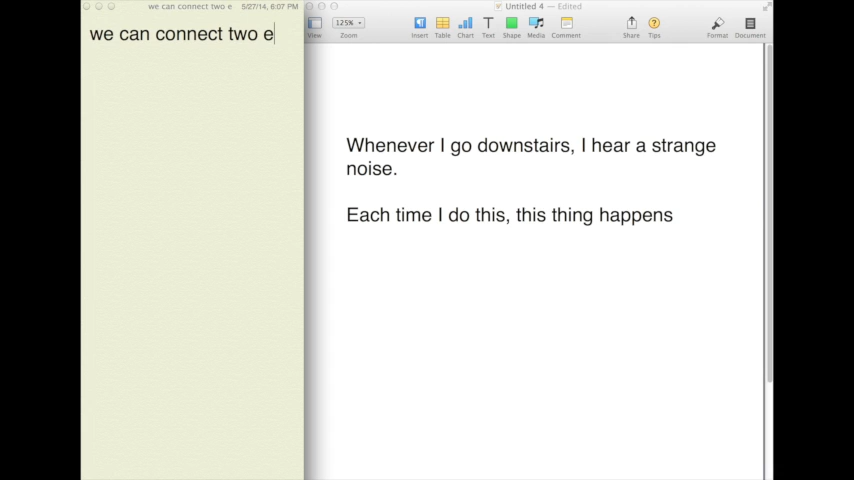 we can connect two e
5/27/14, 6:07 PM
we can connect two e
Untitled 4 — Edited
View
125%
Zoom
Insert
Table
Chart
Text
Shape
Media
Comment
Share
Tips
Format
Document
Whenever I go downstairs, I hear a strange
noise.
Each time I do this, this thing happens